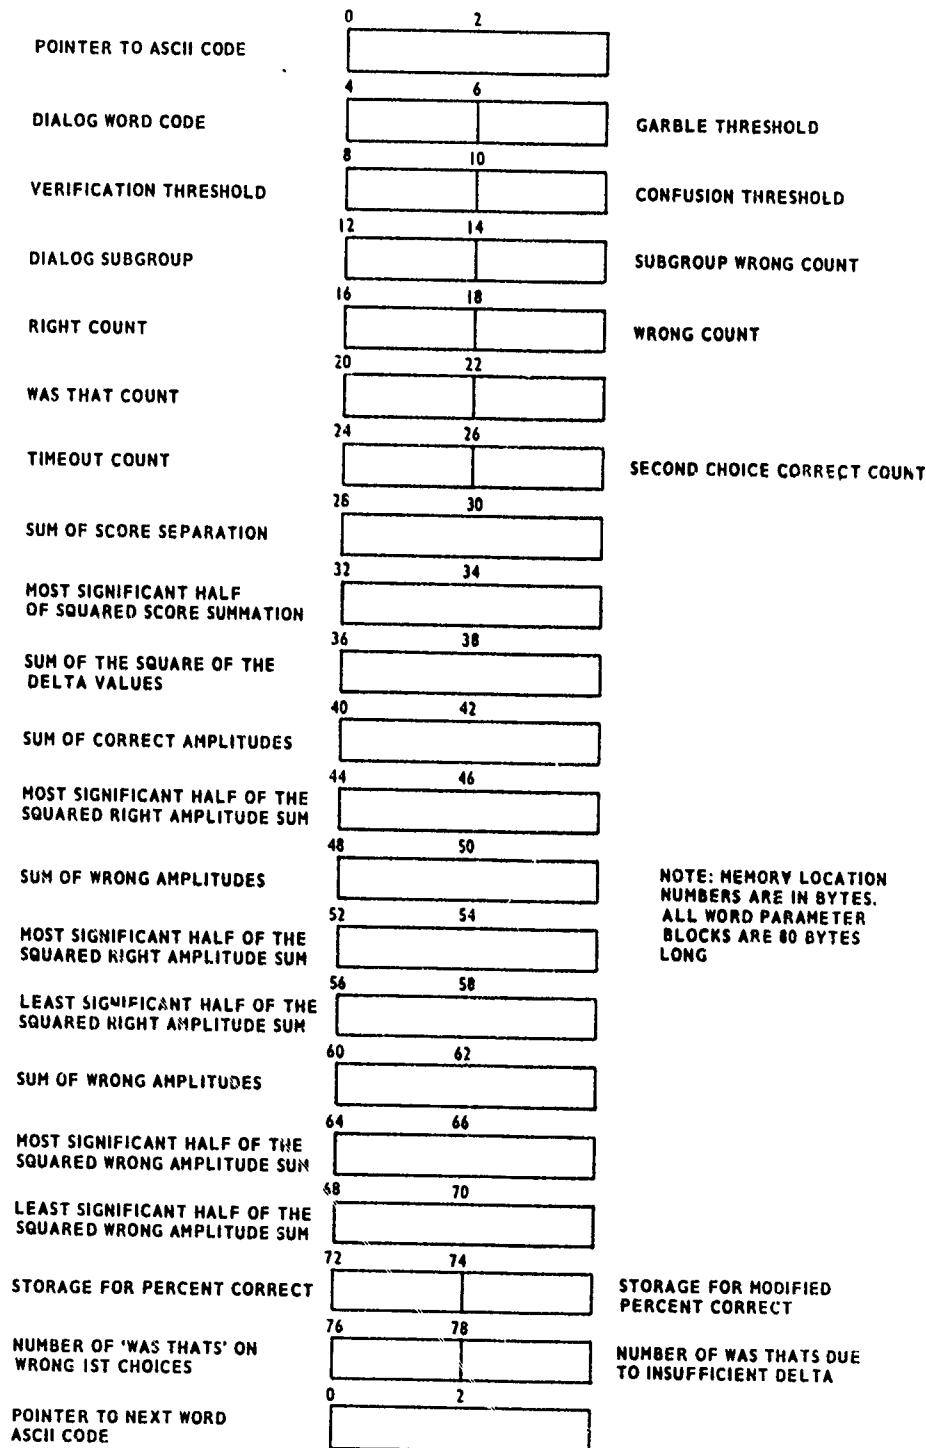 0 2
POINTER TO ASCII CODE
4 6
DIALOG WORD CODE
GARBLE THRESHOLD
8 10
VERIFICATION THRESHOLD
CONFUSION THRESHOLD
12 14
DIALOG SUBGROUP
SUBGROUP WRONG COUNT
16 18
RIGHT COUNT
WRONG COUNT
20 22
WAS THAT COUNT
24 26
TIMEOUT COUNT
SECOND CHOICE CORRECT COUNT
28 30
SUM OF SCORE SEPARATION
32 34
MOST SIGNIFICANT HALF
OF SQUARED SCORE SUMMATION
36 38
SUM OF THE SQUARE OF THE
DELTA VALUES
40 42
SUM OF CORRECT AMPLITUDES
44 46
MOST SIGNIFICANT HALF OF THE
SQUARED RIGHT AMPLITUDE SUM
48 50
SUM OF WRONG AMPLITUDES
NOTE: MEMORY LOCATION
NUMBERS ARE IN BYTES.
ALL WORD PARAMETER
BLOCKS ARE 80 BYTES
LONG
52 54
MOST SIGNIFICANT HALF OF THE
SQUARED RIGHT AMPLITUDE SUM
56 58
LEAST SIGNIFICANT HALF OF THE
SQUARED RIGHT AMPLITUDE SUM
60 62
SUM OF WRONG AMPLITUDES
64 66
MOST SIGNIFICANT HALF OF THE
SQUARED WRONG AMPLITUDE SUM
68 70
LEAST SIGNIFICANT HALF OF THE
SQUARED WRONG AMPLITUDE SUM
72 74
STORAGE FOR PERCENT CORRECT
STORAGE FOR MODIFIED
PERCENT CORRECT
76 78
NUMBER OF 'WAS THATS' ON
WRONG 1ST CHOICES
NUMBER OF WAS THATS DUE
TO INSUFFICIENT DELTA
0 2
POINTER TO NEXT WORD
ASCII CODE